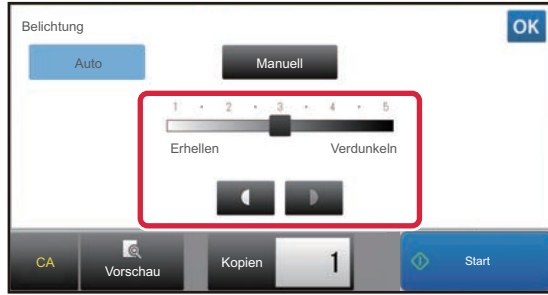 Belichtung
OK
Auto
Manuell
1 • 2 • 3 • 4 • 5
Erhellen
Verdunkeln
CA
Vorschau
Kopien
1
Start